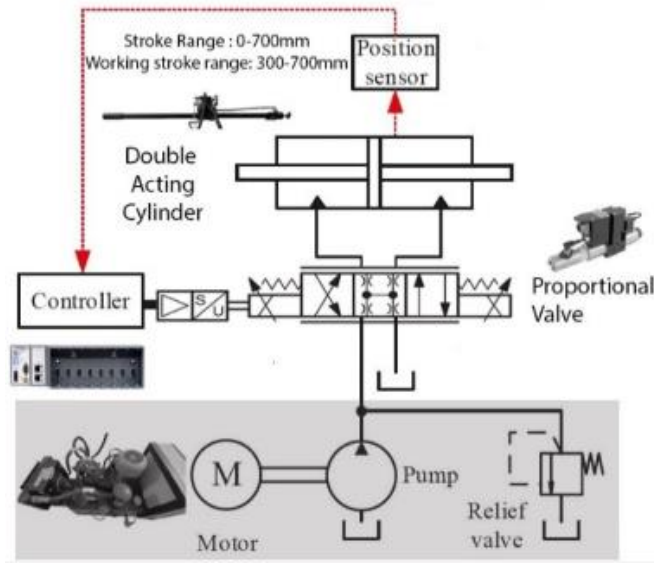 Stroke Range : 0-700mm
Working stroke range: 300-700mm
Position
sensor
Double
Acting
Cylinder
Proportional
Valve
Controller
S
U
M
Pump
Motor
Relief
valve